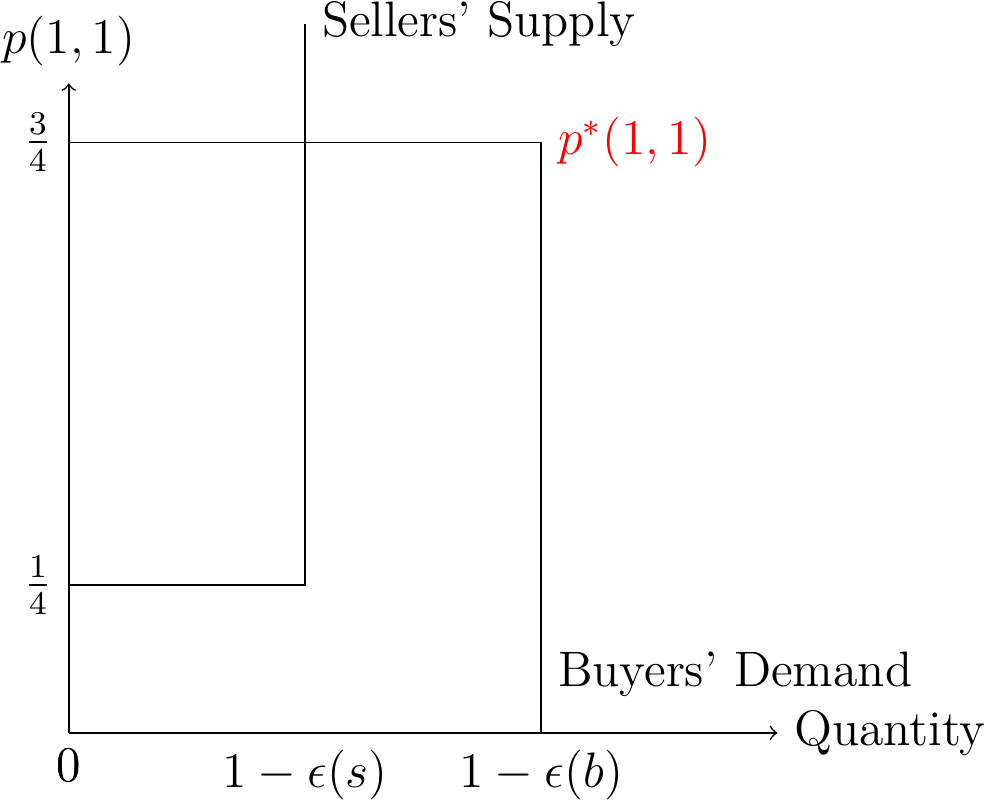 Sellers' Supply
p(1, 1)
3/4
p*(1, 1)
1/4
Buyers' Demand
Quantity
0
1 − ϵ(s)
1 − ϵ(b)